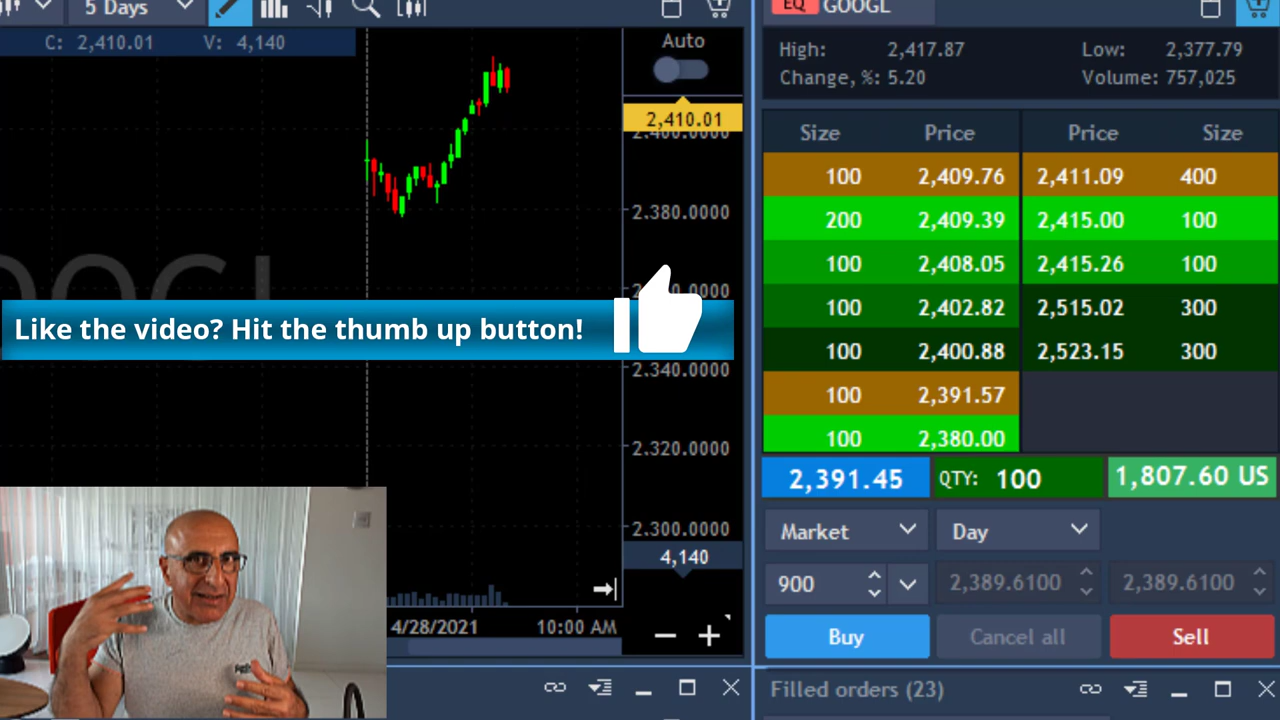 5 Days
C: 2,410.01 V: 4,140
Auto
2,410.01
2.380.0000
2.340.0000
2.320.0000
2.300.0000
4,140
4/28/2021 10:00 AM
Like the video? Hit the thumb up button!
EQ GOOGL
High: 2,417.87 Low: 2,377.79
Change, %: 5.20 Volume: 757,025
Size Price Price Size
100 2,409.76 2,411.09 400
200 2,409.39 2,415.00 100
100 2,408.05 2,415.26 100
100 2,402.82 2,515.02 300
100 2,400.88 2,523.15 300
100 2,391.57
100 2,380.00
2,391.45 QTY: 100 1,807.60 US
Market Day
900 2,389.6100 2,389.6100
Buy Cancel all Sell
Filled orders (23)